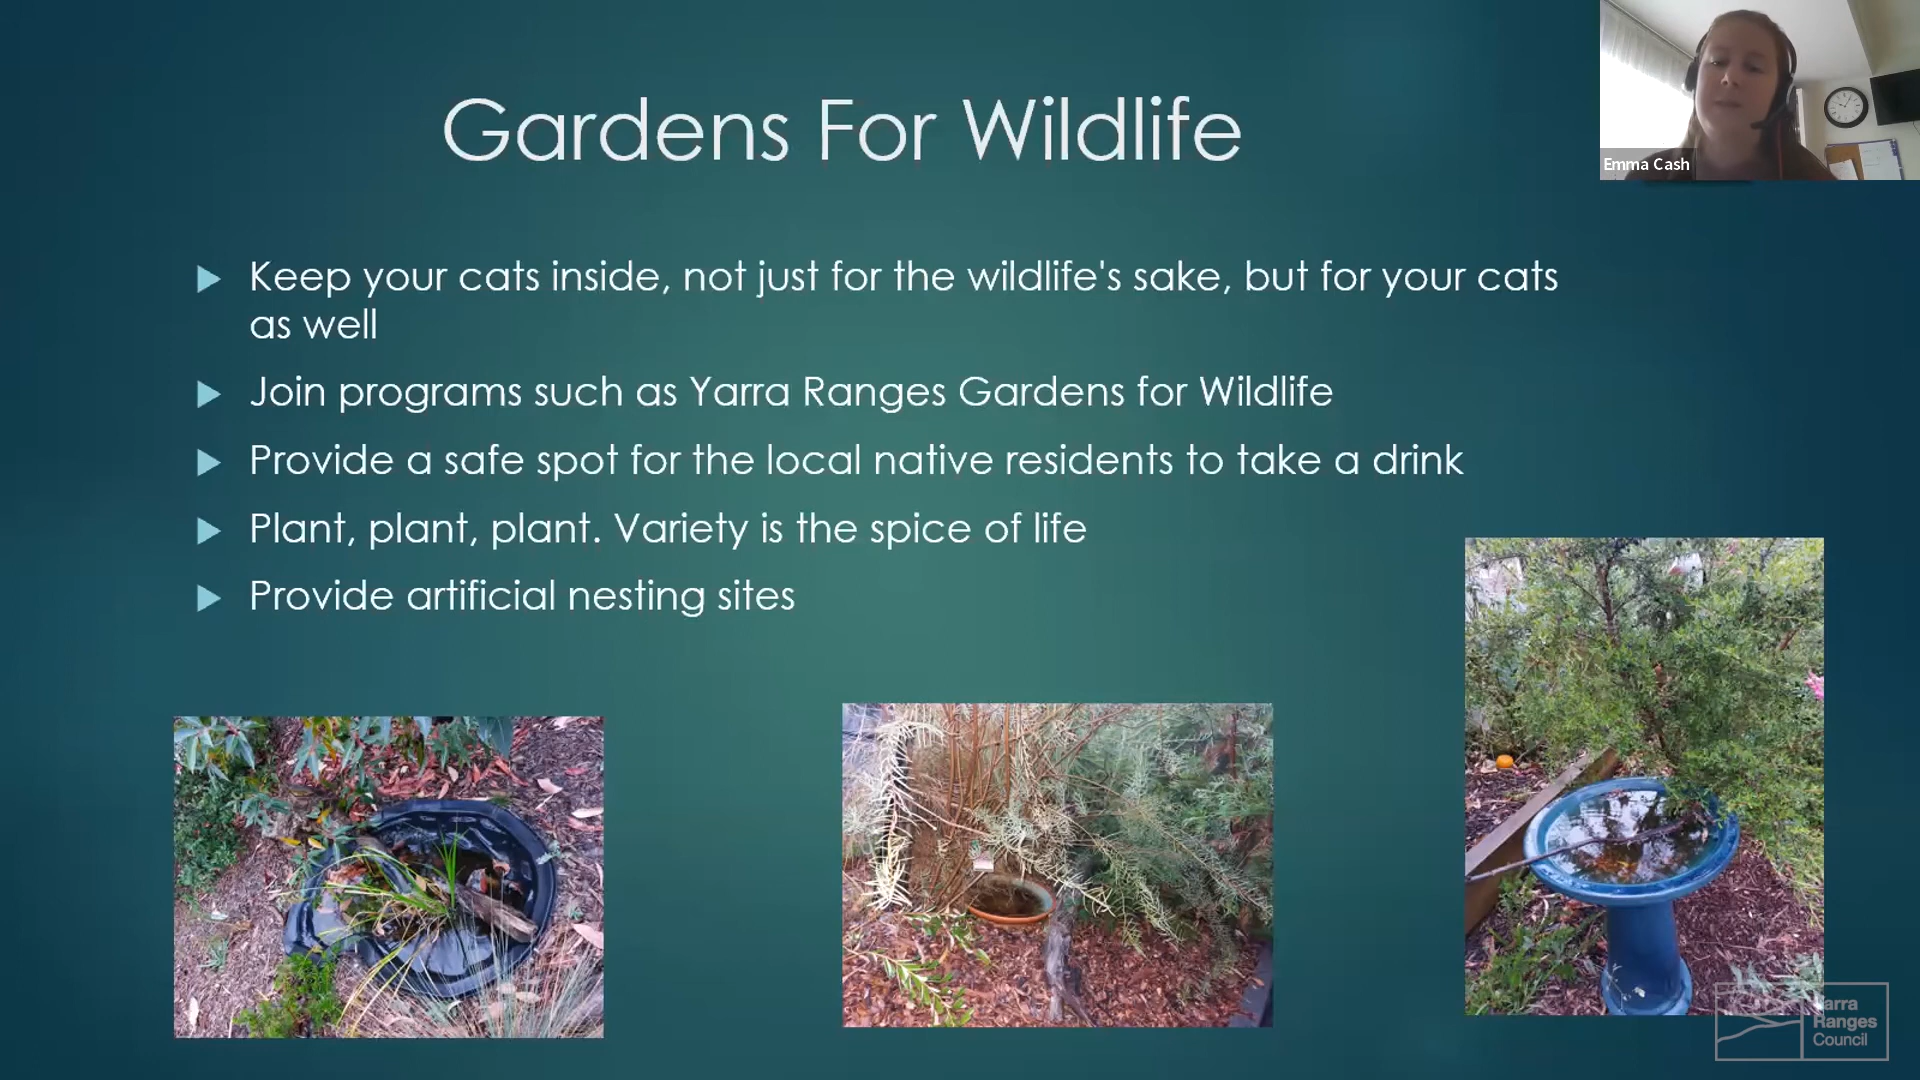 Gardens For Wildlife
Emma Cash
Keep your cats inside, not just for the wildlife's sake, but for your cats
as well
Join programs such as Yarra Ranges Gardens for Wildlife
Provide a safe spot for the local native residents to take a drink
Plant, plant, plant. Variety is the spice of life
Provide artificial nesting sites
Yarra
Ranges
Council